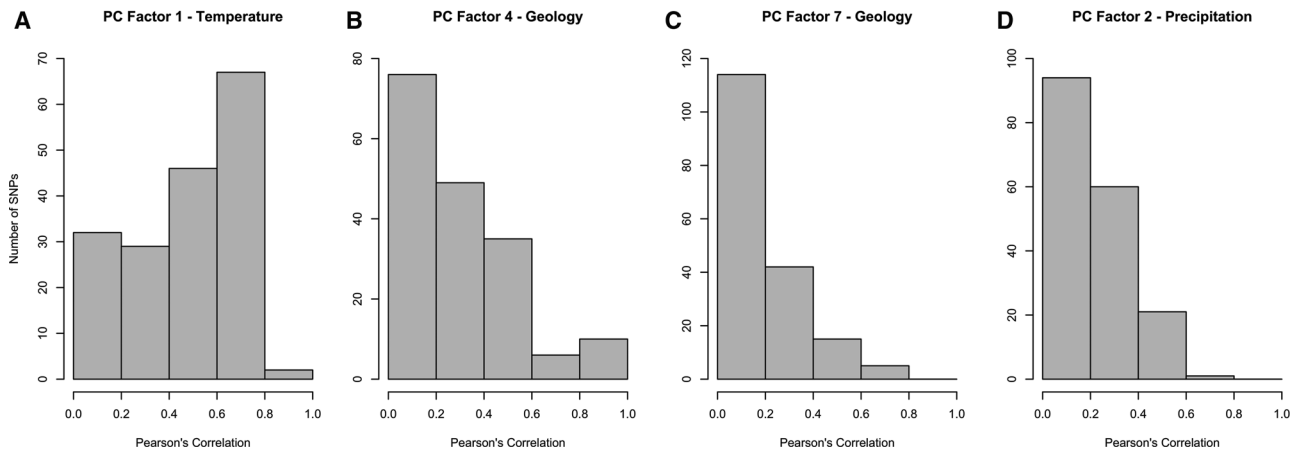 A PC Factor 1 - Temperature
Number of SNPs
0 10 20 30 40 50 60 70
0.0 0.2 0.4 0.6 0.8 1.0
Pearson's Correlation
B PC Factor 4 - Geology
0 20 40 60 80
0.0 0.2 0.4 0.6 0.8 1.0
Pearson's Correlation
C PC Factor 7 - Geology
0 20 40 60 80 100 120
0.0 0.2 0.4 0.6 0.8 1.0
Pearson's Correlation
D PC Factor 2 - Precipitation
0 20 40 60 80 100
0.0 0.2 0.4 0.6 0.8 1.0
Pearson's Correlation